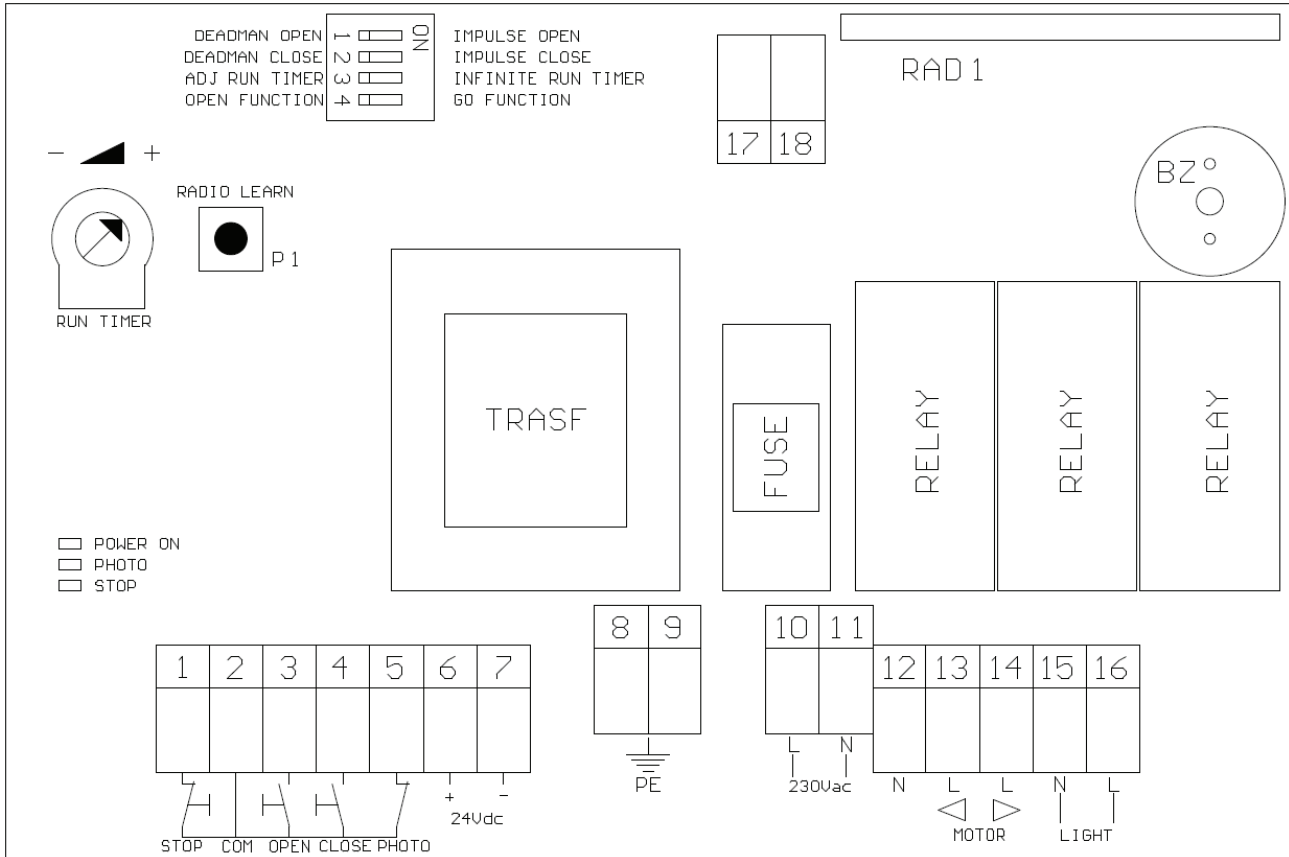 DEADMAN OPEN 1 ON IMPULSE OPEN
DEADMAN CLOSE 2 IMPULSE CLOSE
ADJ RUN TIMER 3 INFINITE RUN TIMER
OPEN FUNCTION 4 GO FUNCTION
RAD 1
17 18
- +
BZ
RADIO LEARN
P1
RUN TIMER
TRASF
FUSE
RELAY
RELAY
RELAY
POWER ON
PHOTO
STOP
8 9
10 11
1 2 3 4 5 6 7
12 13 14 15 16
PE
L N
230Vac
N L L N L
+ -
24Vdc
MOTOR LIGHT
STOP COM OPEN CLOSE PHOTO